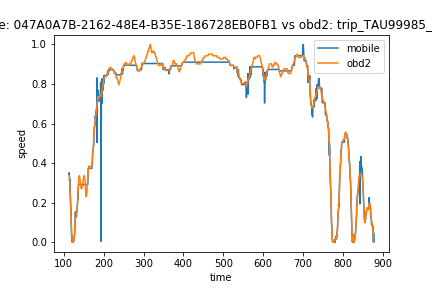 e: 047A0A7B-2162-48E4-B35E-186728EB0FB1 vs obd2: trip_TAU99985_
1.0
0.8
0.6
0.4
0.2
0.0
speed
mobile
obd2
100 200 300 400 500 600 700 800 900
time